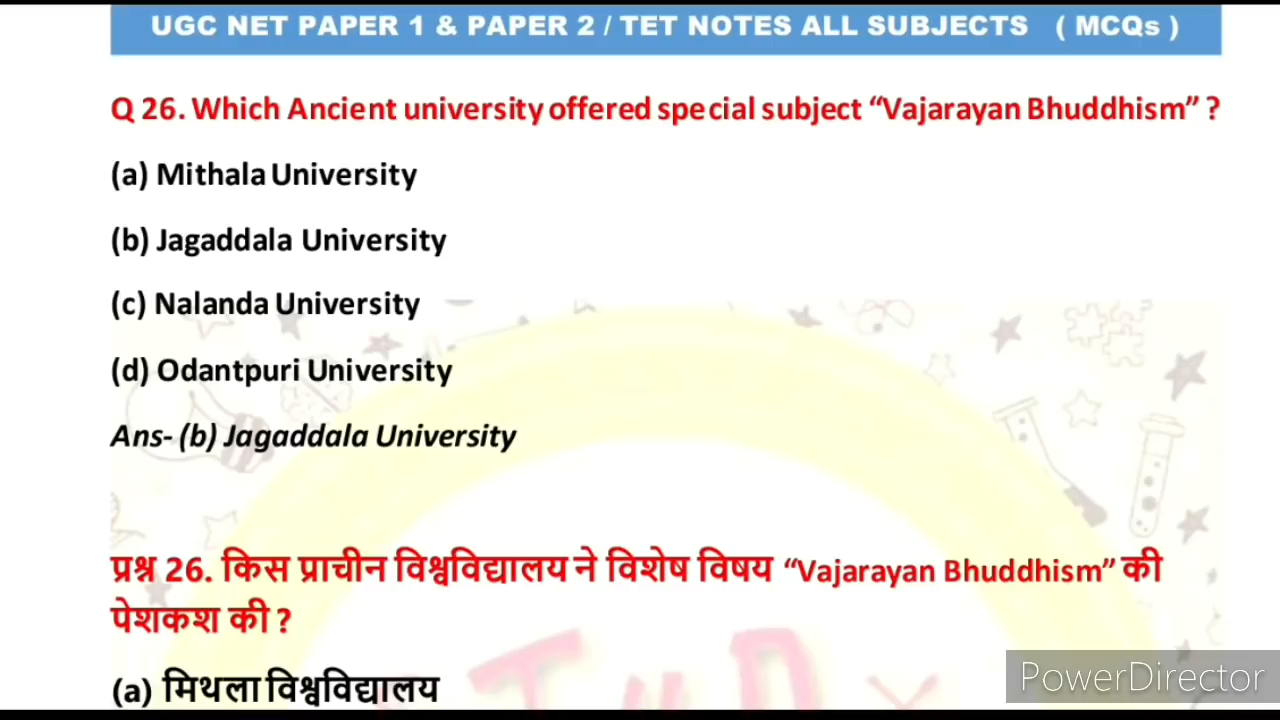 UGC NET PAPER 1 & PAPER 2 / TET NOTES ALL SUBJECTS ( MCQs )
Q 26. Which Ancient university offered special subject “Vajarayan Bhuddhism” ?
(a) Mithala University
(b) Jagaddala University
(c) Nalanda University
(d) Odantpuri University
Ans- (b) Jagaddala University
प्रश्न 26. किस प्राचीन विश्वविद्यालय ने विशेष विषय “Vajarayan Bhuddhism” की
पेशकश की ?
(a) मिथला विश्वविद्यालय
PowerDirector